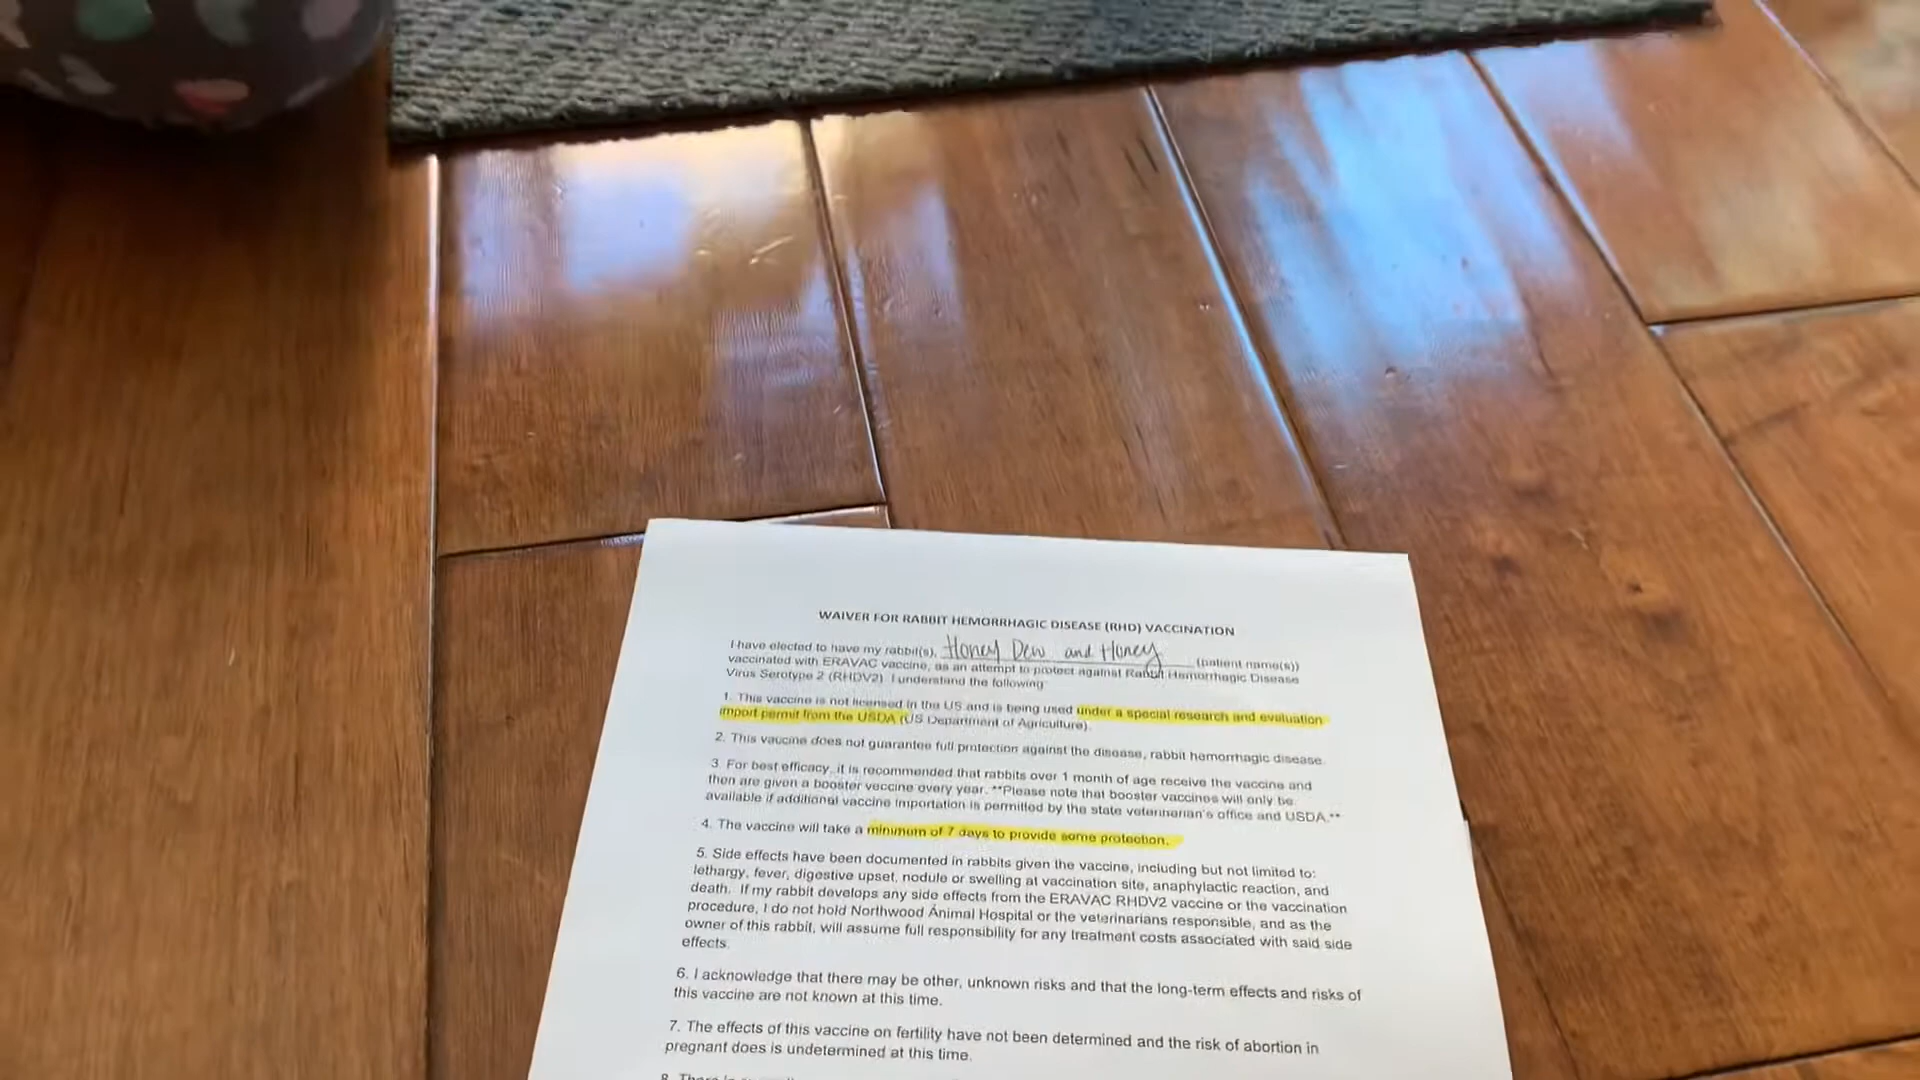 WAIVER FOR RABBIT HEMORRHAGIC DISEASE (RHD) VACCINATION
I have elected to have my rabbit(s), Honey Dew and Honey (patient name(s))
vaccinated with ERAVAC vaccine, as an attempt to protect against Rabbit Hemorrhagic Disease
Virus Serotype 2 (RHDV2). I understand the following
1. This vaccine is not licensed in the US and is being used under a special research and evaluation
import permit from the USDA (US Department of Agriculture).
2. This vaccine does not guarantee full protection against the disease, rabbit hemorrhagic disease.
3. For best efficacy, it is recommended that rabbits over 1 month of age receive the vaccine and
then are given a booster vaccine every year. **Please note that booster vaccines will only be
available if additional vaccine importation is permitted by the state veterinarian's office and USDA.**
4. The vaccine will take a minimum of 7 days to provide some protection.
5. Side effects have been documented in rabbits given the vaccine, including but not limited to:
lethargy, fever, digestive upset, nodule or swelling at vaccination site, anaphylactic reaction, and
death. If my rabbit develops any side effects from the ERAVAC RHDV2 vaccine or the vaccination
procedure, I do not hold Northwood Animal Hospital or the veterinarians responsible, and as the
owner of this rabbit, will assume full responsibility for any treatment costs associated with said side
effects.
6. I acknowledge that there may be other, unknown risks and that the long-term effects and risks of
this vaccine are not known at this time.
7. The effects of this vaccine on fertility have not been determined and the risk of abortion in
pregnant does is undetermined at this time.